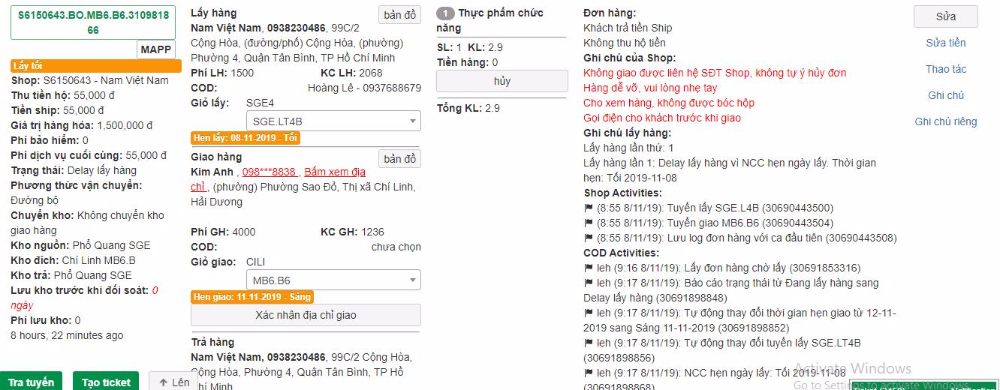 S6150643.BO.MB6.B6.3109818
66
MAPP
Lấy tối
Shop: S6150643 - Nam Việt Nam
Thu tiền hộ: 55,000 đ
Tiền ship: 55,000 đ
Giá trị hàng hóa: 1,500,000 đ
Phí bảo hiểm: 0
Phí dịch vụ cuối cùng: 55,000 đ
Trạng thái: Delay lấy hàng
Phương thức vận chuyển:
Đường bộ
Chuyển kho: Không chuyển kho
giao hàng
Kho nguồn: Phổ Quang SGE
Kho đích: Chí Linh MB6.B
Kho trả: Phổ Quang SGE
Lưu kho trước khi đối soát: 0
ngày
Phí lưu kho: 0
8 hours, 22 minutes ago
Tra tuyến
Tạo ticket
Lên
Lấy hàng
bản đồ
Nam Việt Nam, 0938230486, 99C/2
Cộng Hòa, (đường/phố) Cộng Hòa, (phường)
Phường 4, Quận Tân Bình, TP Hồ Chí Minh
Phí LH: 1500 KC LH: 2068
COD: Hoàng Lê - 0937688679
Giỏ lấy: SGE4
SGE.LT4B
Hẹn lấy: 08-11-2019 - Tối
Giao hàng
bản đồ
Kim Anh , 098***8838 , Bấm xem địa
chỉ , (phường) Phường Sao Đỏ, Thị xã Chí Linh,
Hải Dương
Phí GH: 4000 KC GH: 1236
COD: chưa chọn
Giỏ giao: CILI
MB6.B6
Hẹn giao: 11-11-2019 - Sáng
Xác nhận địa chỉ giao
Trả hàng
Nam Việt Nam, 0938230486, 99C/2 Cộng Hòa,
Cộng Hòa, Phường 4, Quận Tân Bình, TP Hồ
Chí Minh
1 Thực phẩm chức
năng
SL: 1 KL: 2.9
Tiền hàng: 0
hủy
Tổng KL: 2.9
Đơn hàng:
Khách trả tiền Ship
Không thu hộ tiền
Ghi chú của Shop:
Không giao được liên hệ SĐT Shop, không tự ý hủy đơn
Hàng dễ vỡ, vui lòng nhẹ tay
Cho xem hàng, không được bóc hộp
Gọi điện cho khách trước khi giao
Ghi chú lấy hàng:
Lấy hàng lần thứ: 1
Lấy hàng lần 1: Delay lấy hàng vì NCC hẹn ngày lấy. Thời gian
hẹn: Tối 2019-11-08
Shop Activities:
(8:55 8/11/19): Tuyến lấy SGE.L4B (30690443500)
(8:55 8/11/19): Tuyến giao MB6.B6 (30690443504)
(8:55 8/11/19): Lưu log đơn hàng với ca đầu tiên (30690443508)
COD Activities:
leh (9:16 8/11/19): Lấy đơn hàng chờ lấy (30691853316)
leh (9:17 8/11/19): Báo cáo trạng thái từ Đang lấy hàng sang
Delay lấy hàng (30691898848)
leh (9:17 8/11/19): Tự động thay đổi thời gian hẹn giao từ 12-11-
2019 sang Sáng 11-11-2019 (30691898852)
leh (9:17 8/11/19): Tự động thay đổi tuyến lấy SGE.LT4B
(30691898856)
leh (9:17 8/11/19): NCC hẹn ngày lấy: Tối 2019-11-08
(30691898868)
Sửa
Sửa tiền
Thao tác
Ghi chú
Ghi chú riêng
Activate Windows
Go to Settings to activate Windows.